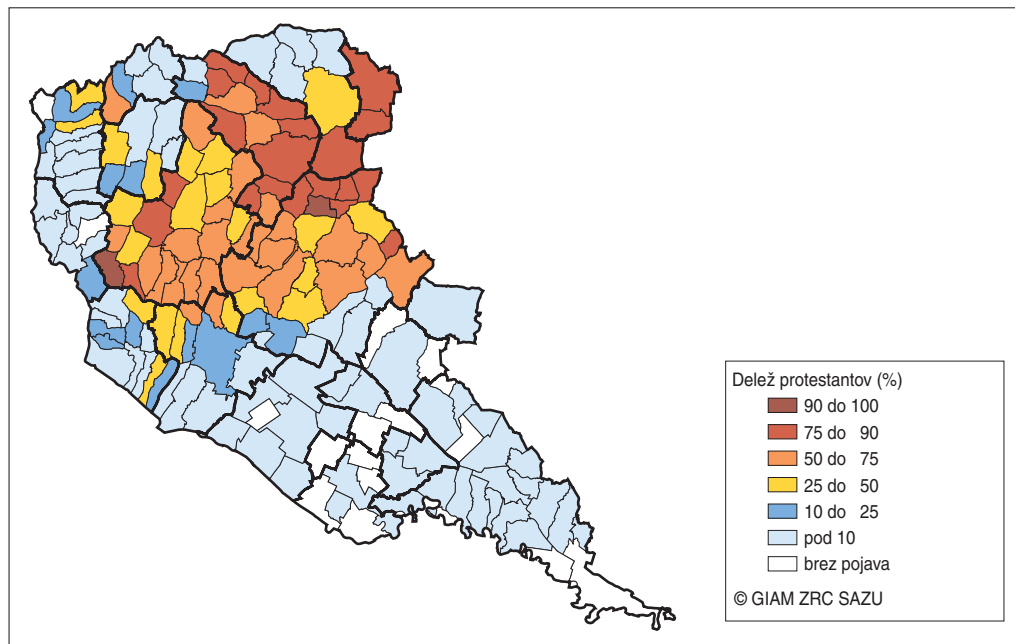 Delež protestantov (%)
90 do 100
75 do 90
50 do 75
25 do 50
10 do 25
pod 10
brez pojava
© GIAM ZRC SAZU